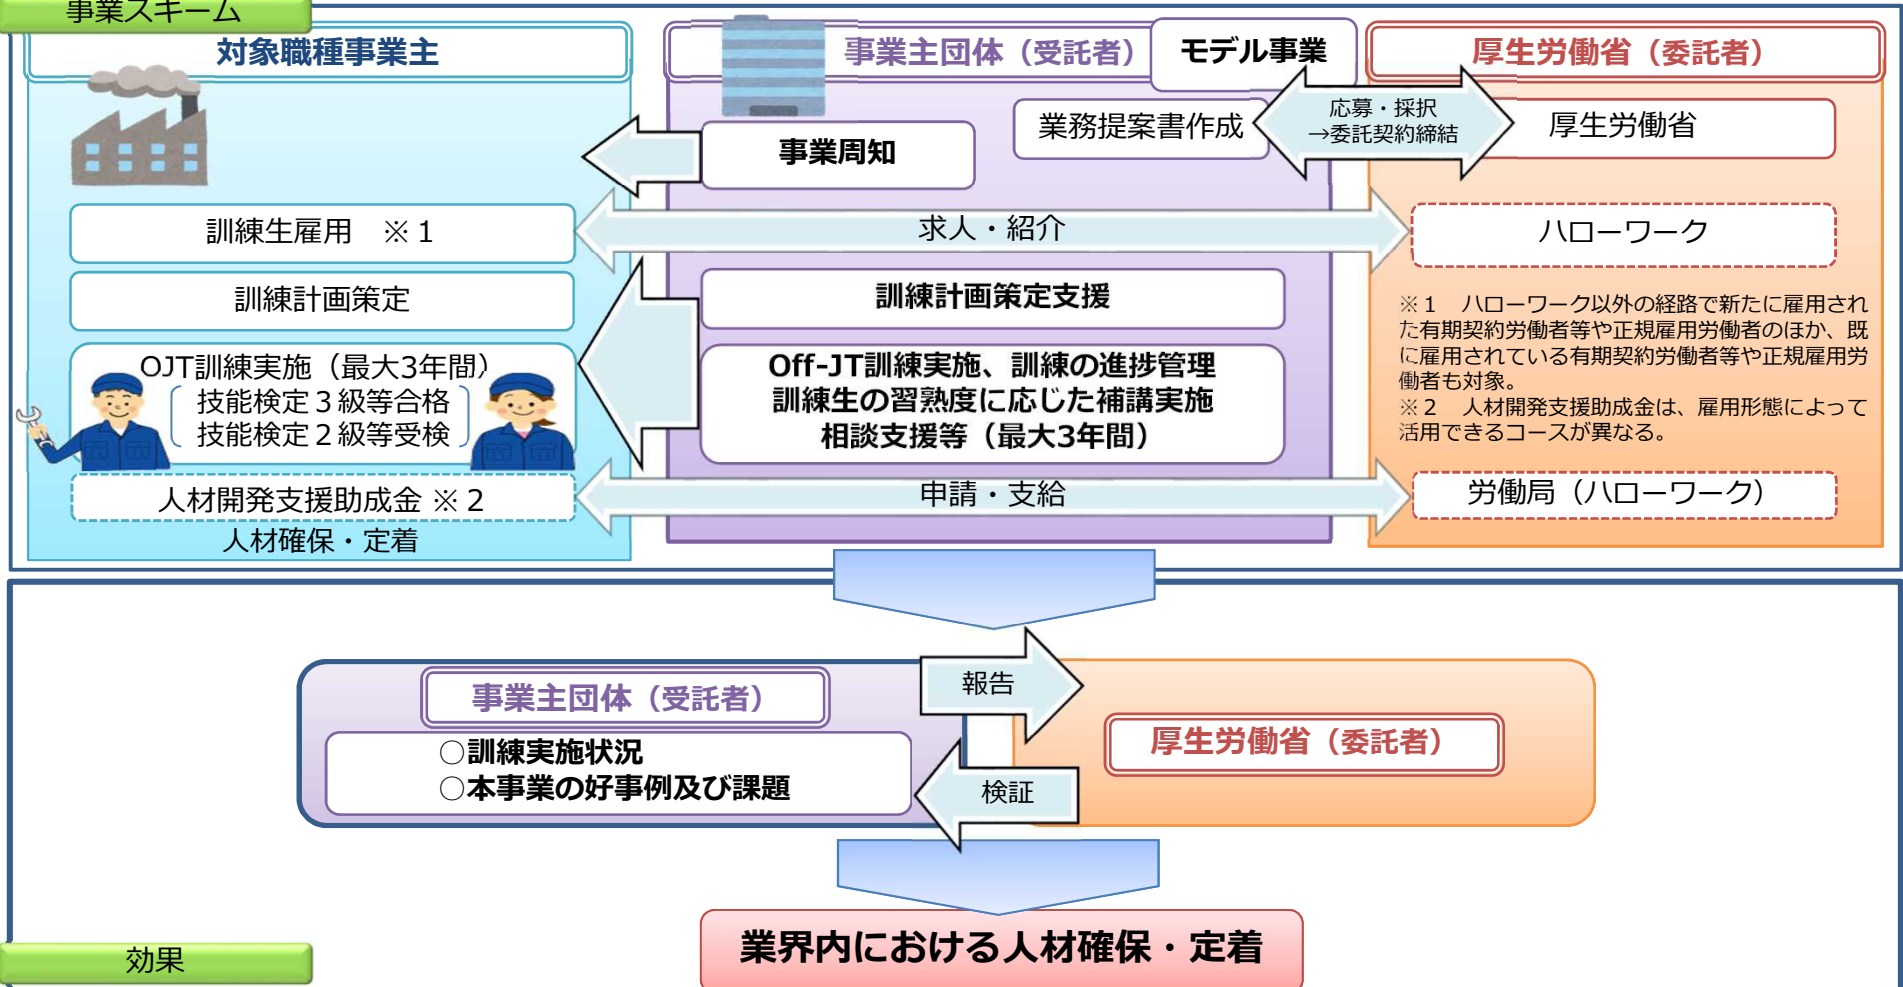 事業スキーム
対象職種事業主
事業主団体（受託者）
モデル事業
厚生労働省（委託者）
業務提案書作成
応募・採択
→委託契約締結
厚生労働省
事業周知
訓練生雇用　※１
求人・紹介
ハローワーク
訓練計画策定
訓練計画策定支援
※１　ハローワーク以外の経路で新たに雇用され
た有期契約労働者等や正規雇用労働者のほか、既
に雇用されている有期契約労働者等や正規雇用労
働者も対象。
※２　人材開発支援助成金は、雇用形態によって
活用できるコースが異なる。
OJT訓練実施（最大3年間）
技能検定３級等合格
技能検定２級等受検
Off-JT訓練実施、訓練の進捗管理
訓練生の習熟度に応じた補講実施
相談支援等（最大3年間）
人材開発支援助成金 ※２
申請・支給
労働局（ハローワーク）
人材確保・定着
事業主団体（受託者）
報告
厚生労働省（委託者）
○訓練実施状況
○本事業の好事例及び課題
検証
業界内における人材確保・定着
効果